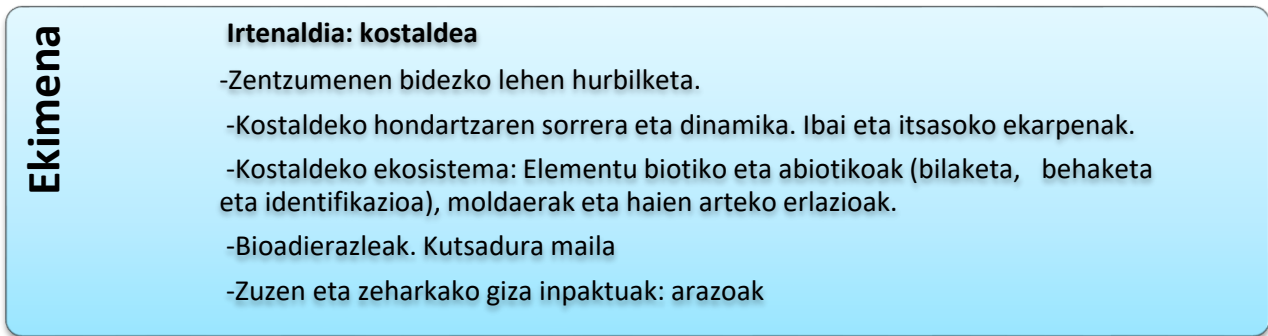 Ekimena
Irtenaldia: kostaldea
-Zentzumenen bidezko lehen hurbilketa.
-Kostaldeko hondartzaren sorrera eta dinamika. Ibai eta itsasoko ekarpenak.
-Kostaldeko ekosistema: Elementu biotiko eta abiotikoak (bilaketa, behaketa
eta identifikazioa), moldaerak eta haien arteko erlazioak.
-Bioadierazleak. Kutsadura maila
-Zuzen eta zeharkako giza inpaktuak: arazoak